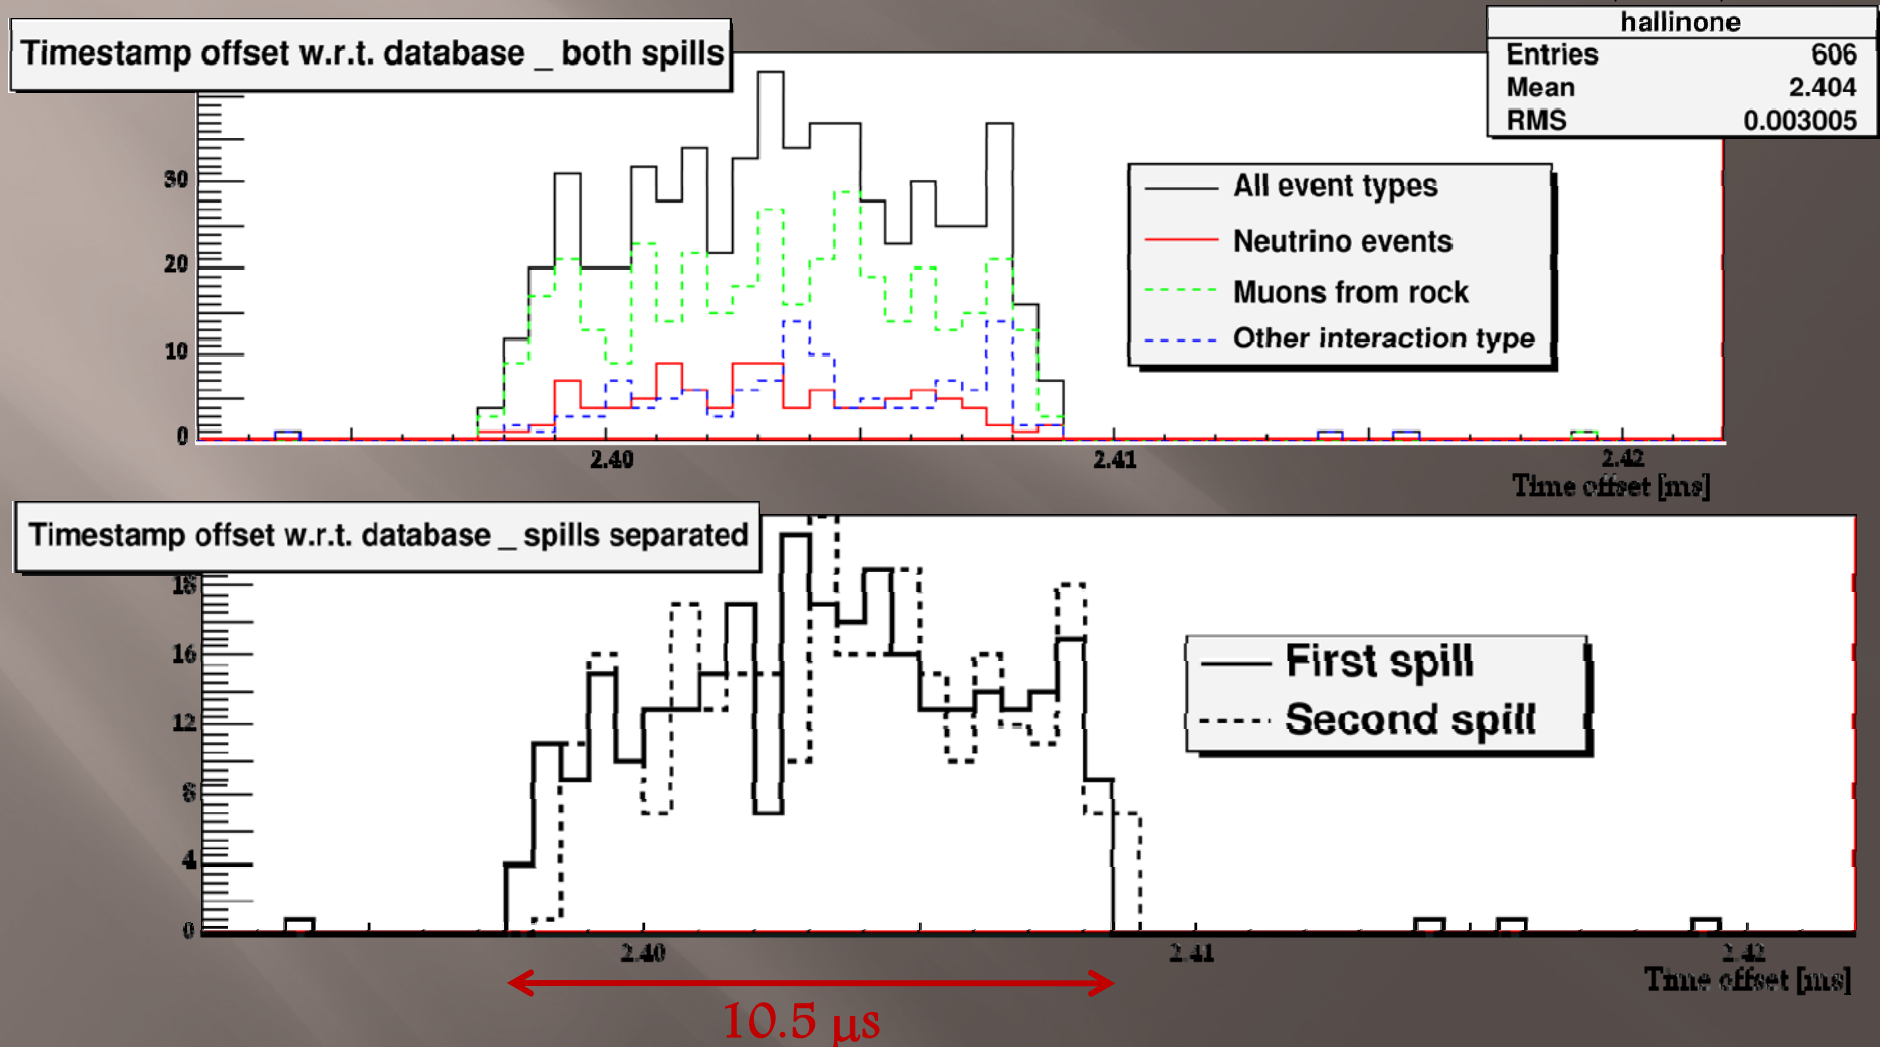 Timestamp offset w.r.t. database _ both spills
hallinone
Entries 606
Mean 2.404
RMS 0.003005
All event types
Neutrino events
Muons from rock
Other interaction type
30
20
10
0
2.40 2.41 2.42
Time offset [ms]
Timestamp offset w.r.t. database _ spills separated
First spill
Second spill
18
16
12
8
4
0
2.40 2.41 2.42
Time offset [ms]
10.5 μs